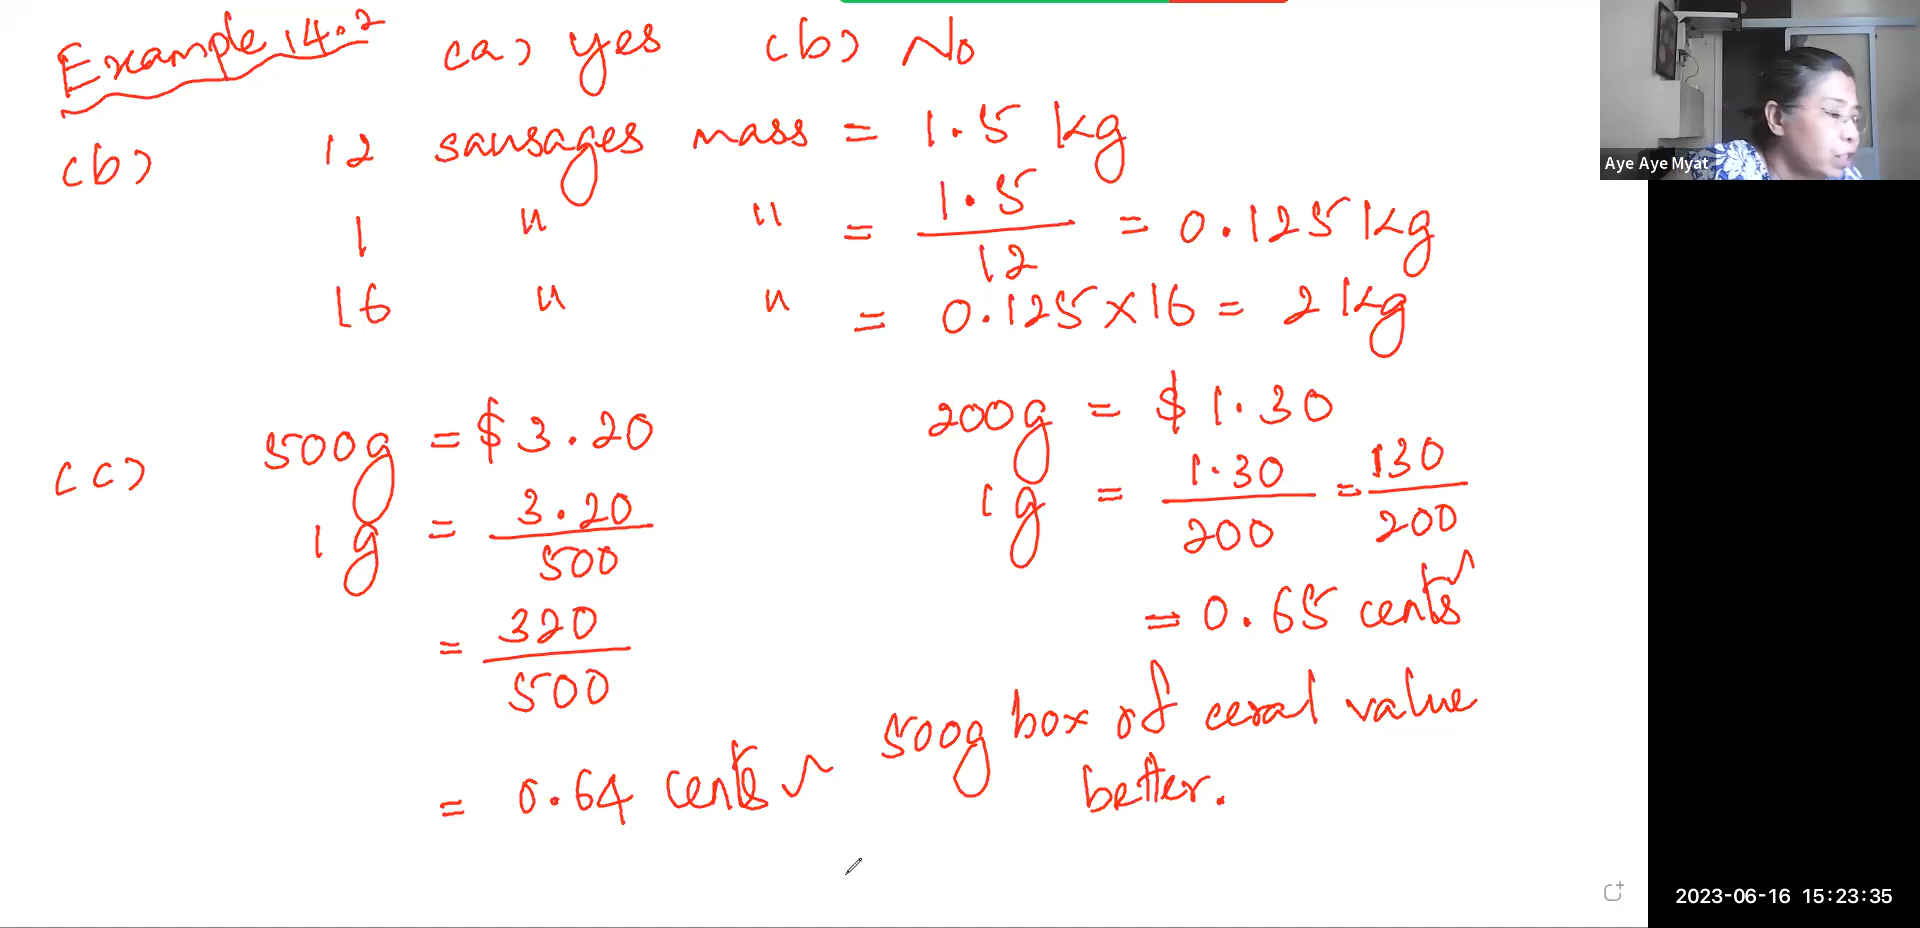 Example 14.2 (a) yes (b) No
(b) 12 sausages mass = 1.5 kg
1 " " = 1.5/12 = 0.125 kg
16 " " = 0.125 × 16 = 2 kg
(c) 500g = $3.20
1g = 3.20/500
= 320/500
= 0.64 cents
200g = $1.30
1g = 1.30/200 = 130/200
= 0.65 cents
500g box of ceral value
better.
Aye Aye Myat
2023-06-16 15:23:35